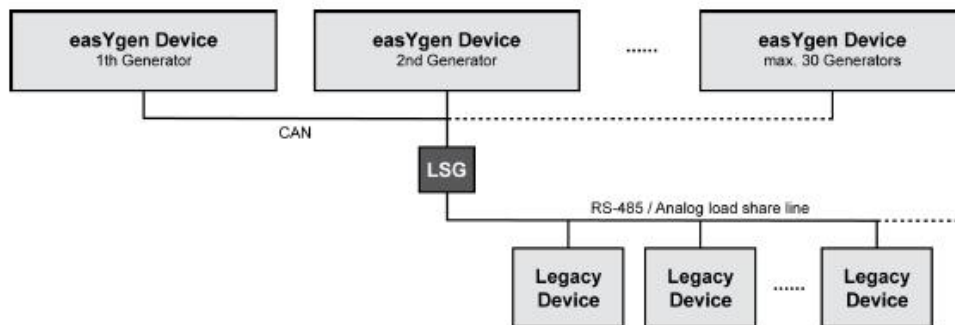 easYgen Device
1th Generator
easYgen Device
2nd Generator
......
easYgen Device
max. 30 Generators
CAN
LSG
RS-485 / Analog load share line
Legacy
Device
Legacy
Device
......
Legacy
Device